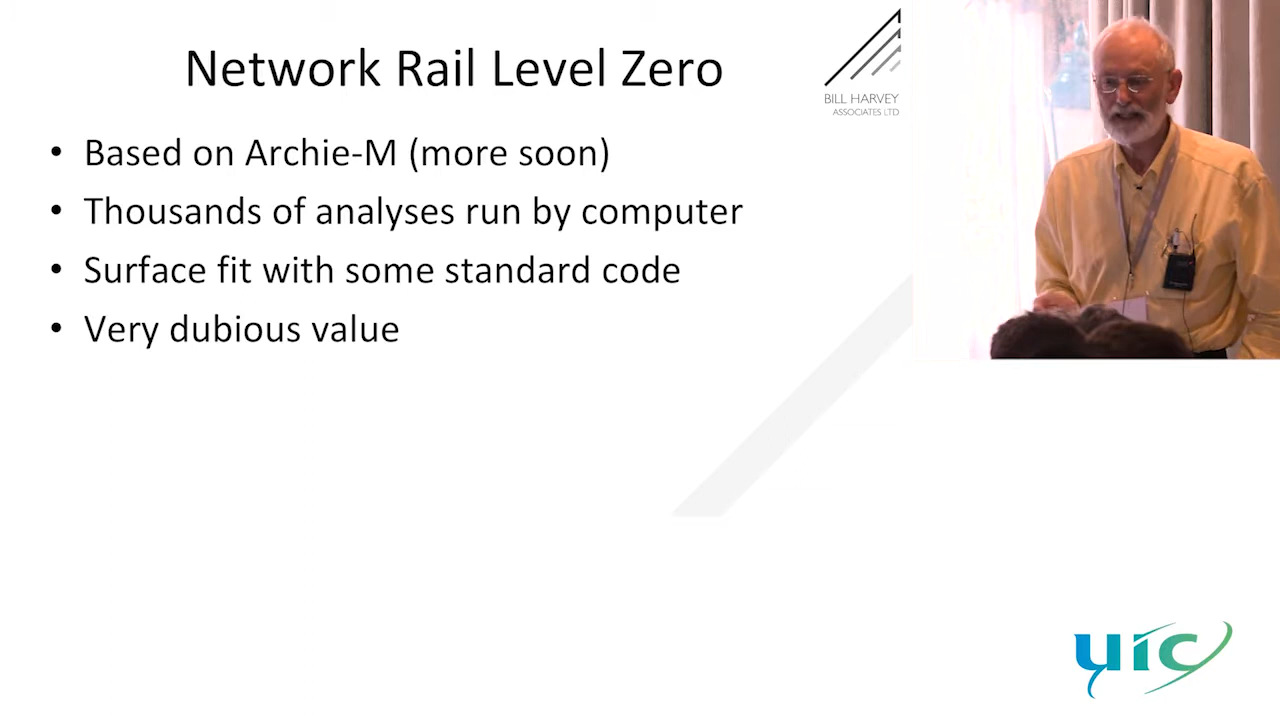 Network Rail Level Zero
BILL HARVEY
ASSOCIATES LTD
• Based on Archie-M (more soon)
• Thousands of analyses run by computer
• Surface fit with some standard code
• Very dubious value
uic